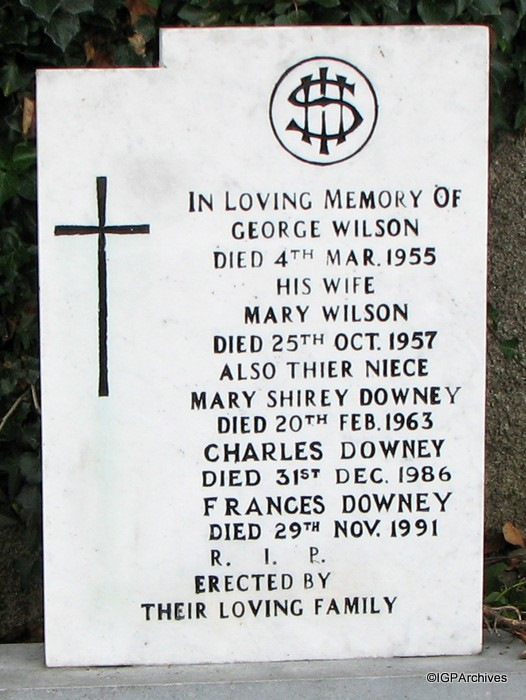 IHS
IN LOVING MEMORY OF
GEORGE WILSON
DIED 4TH MAR. 1955
HIS WIFE
MARY WILSON
DIED 25TH OCT. 1957
ALSO THIER NIECE
MARY SHIREY DOWNEY
DIED 20TH FEB. 1963
CHARLES DOWNEY
DIED 31ST DEC. 1986
FRANCES DOWNEY
DIED 29TH NOV. 1991
R. I. P.
ERECTED BY
THEIR LOVING FAMILY
©IGPArchives